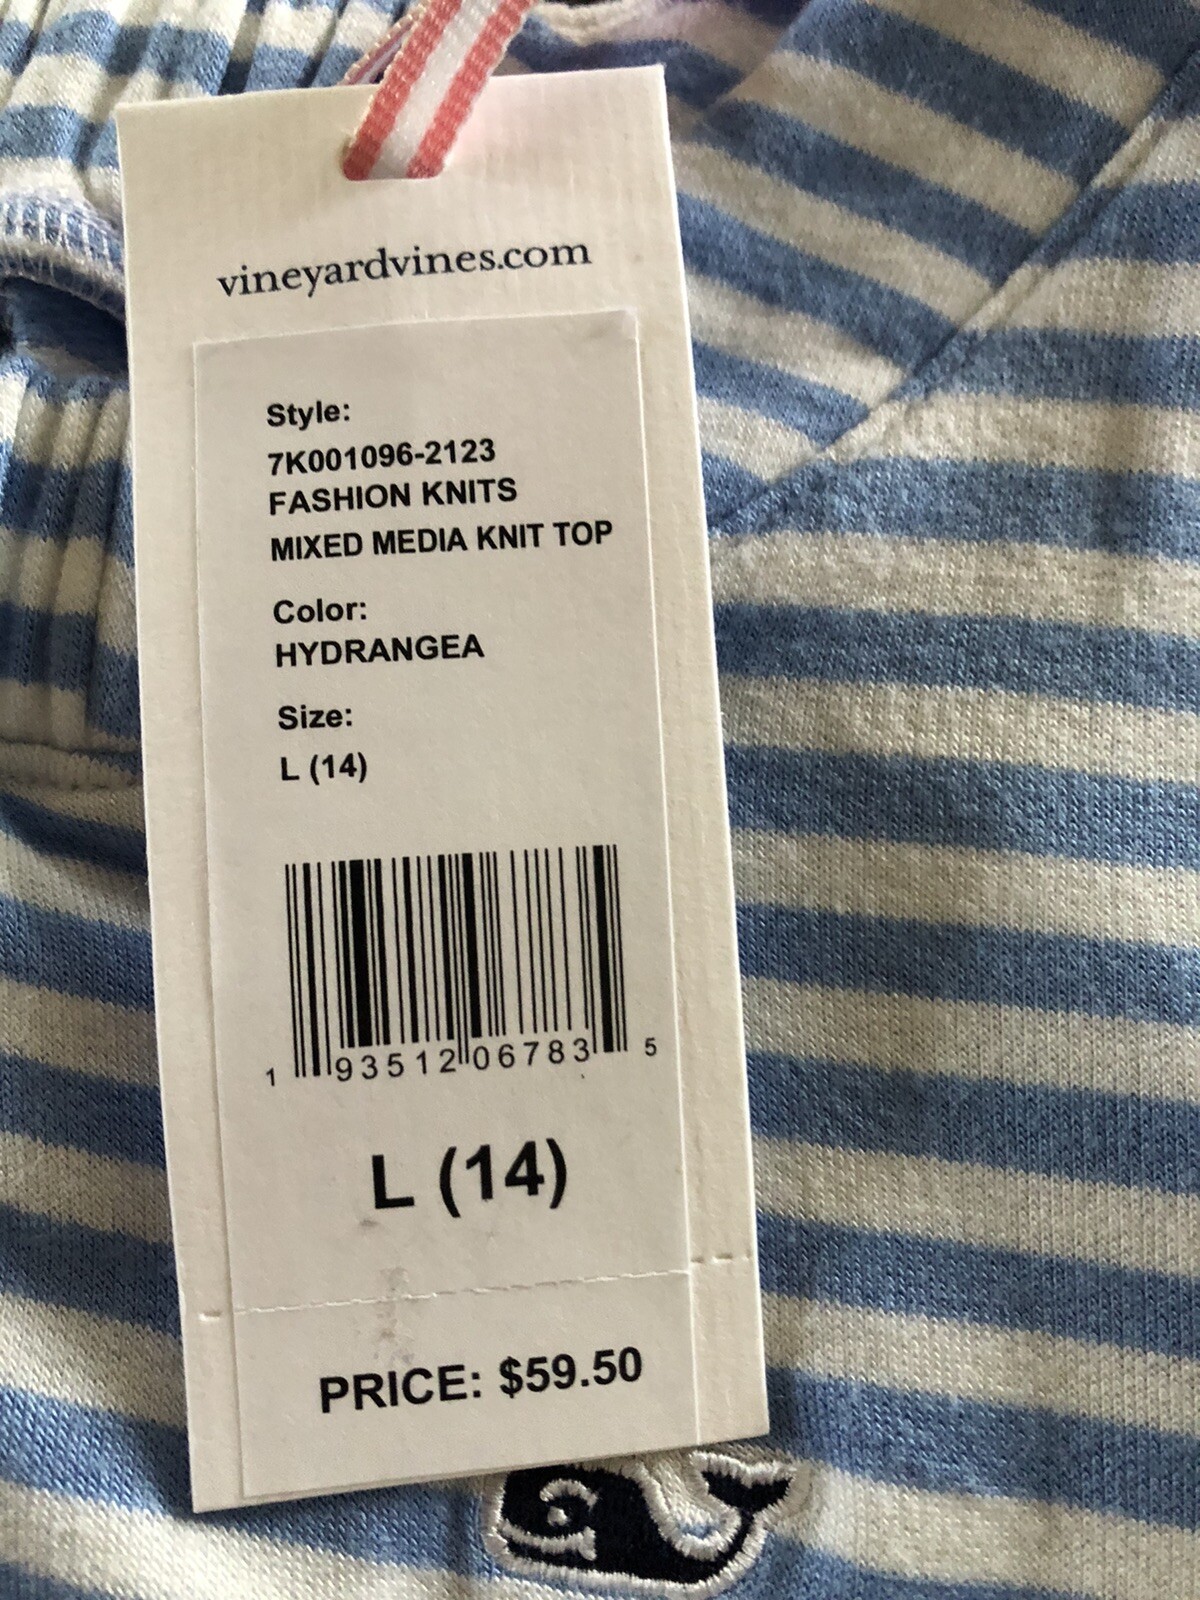 vineyardvines.com
Style:
7K001096-2123
FASHION KNITS
MIXED MEDIA KNIT TOP
Color:
HYDRANGEA
Size:
L (14)
1 93512 06783 5
L (14)
PRICE: $59.50